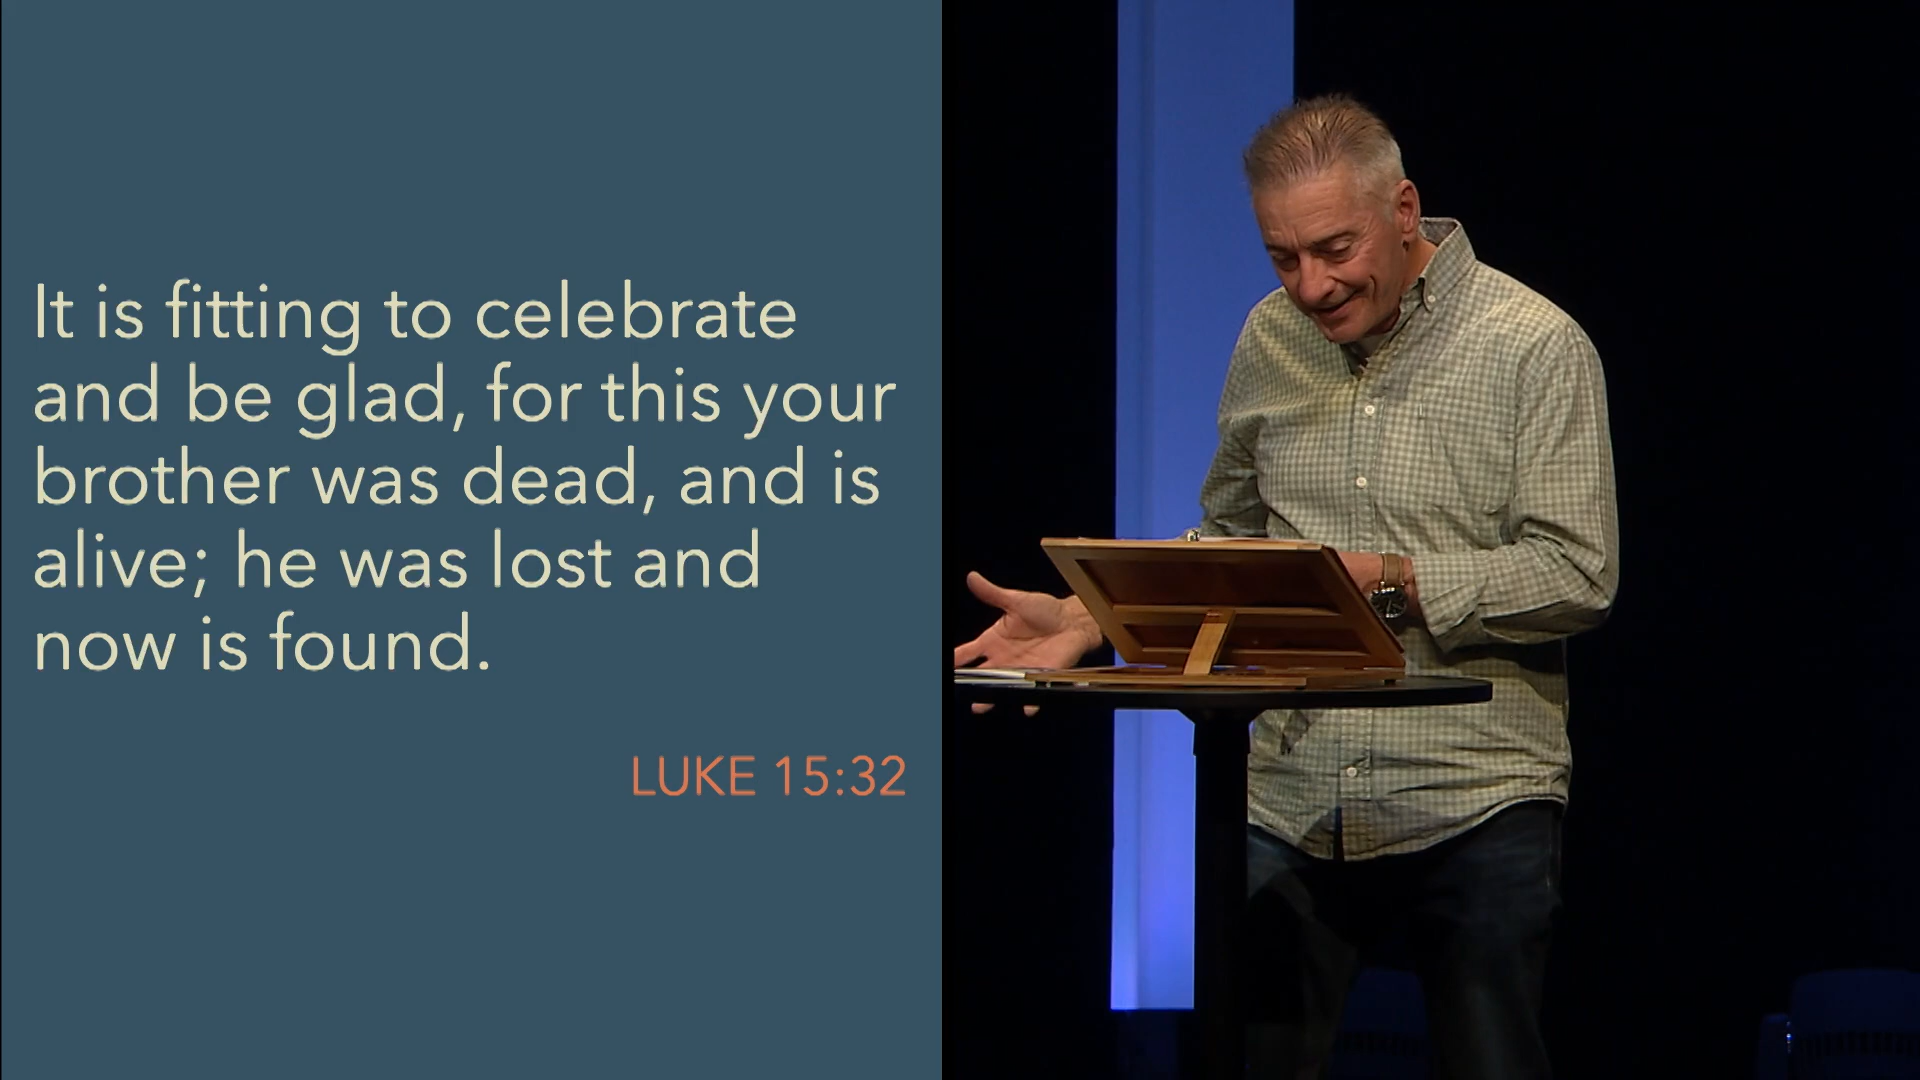 It is fitting to celebrate
and be glad, for this your
brother was dead, and is
alive; he was lost and
now is found.
LUKE 15:32